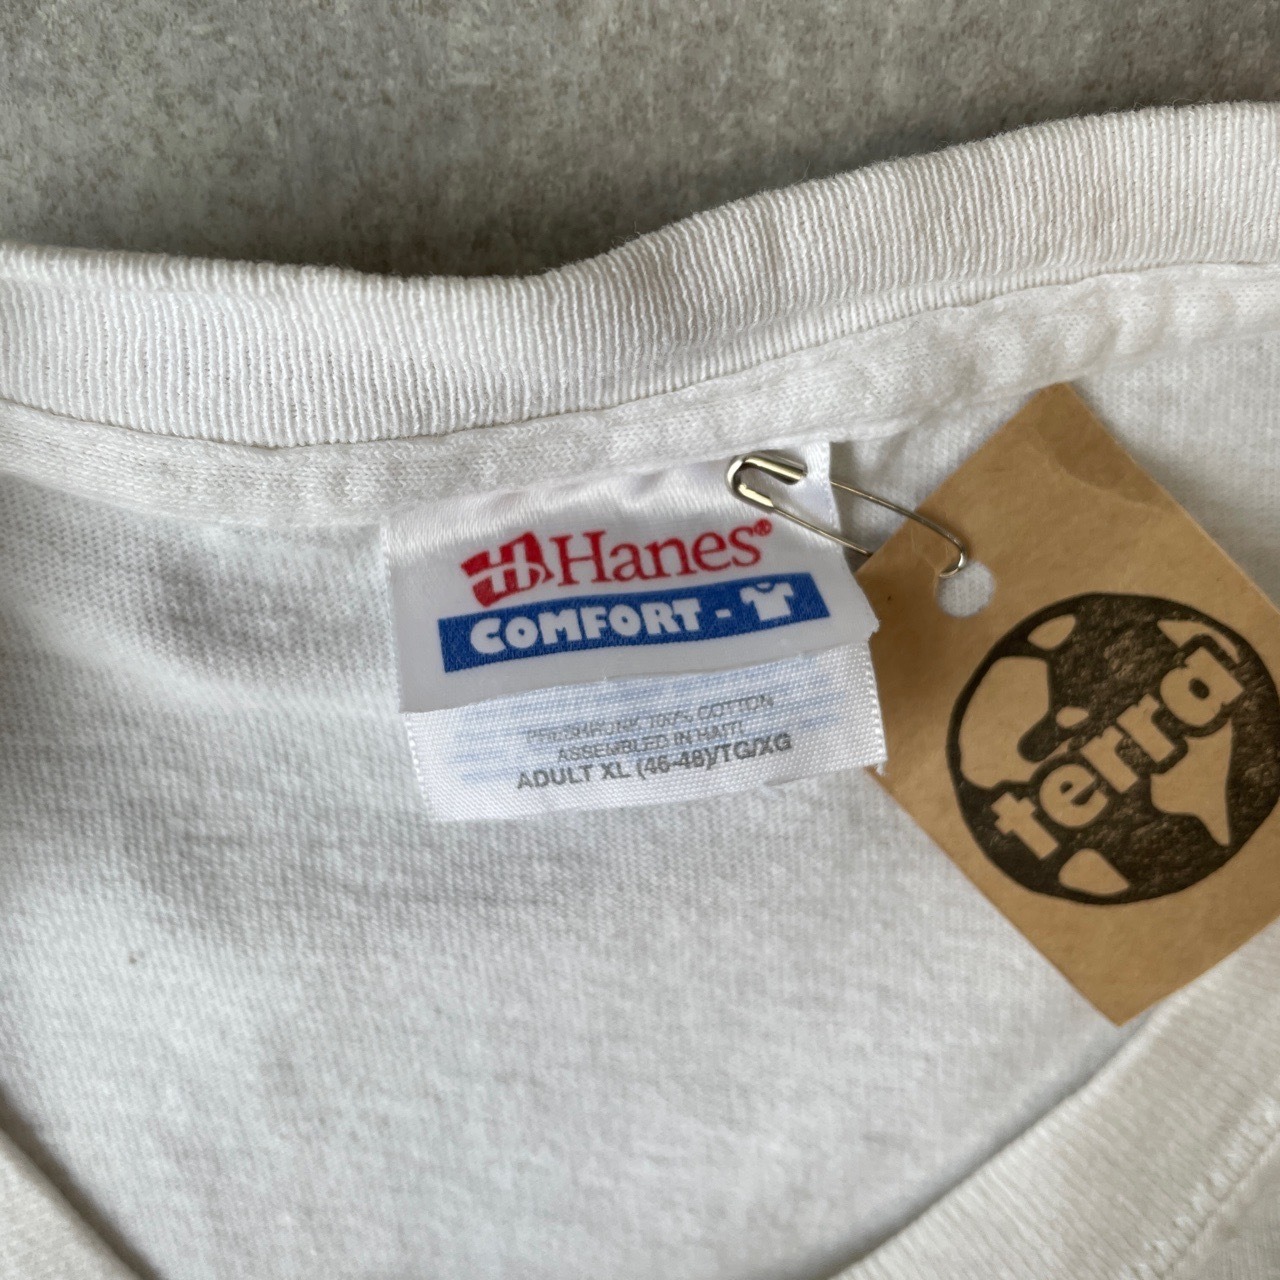 Hanes®
COMFORT-
PRESHRUNK 100% COTTON
ASSEMBLED IN HAITI
ADULT XL (46-48)/TG/XG
terra